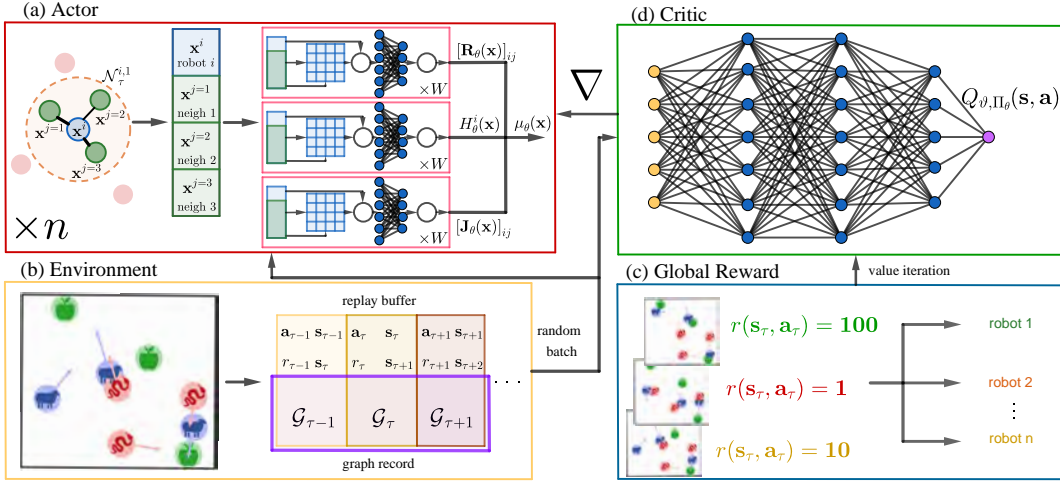 (a) Actor
𝒩_τ^{i,1}
x^i
x^{j=1}
x^{j=2}
x^{j=3}
×n
x^i
robot i
x^{j=1}
neigh 1
x^{j=2}
neigh 2
x^{j=3}
neigh 3
×W
×W
×W
[R_θ(x)]_{ij}
H_θ^i(x)
[J_θ(x)]_{ij}
μ_θ(x)
∇
(d) Critic
Q_{ϑ,Π_θ}(s, a)
(b) Environment
replay buffer
a_{τ−1} s_{τ−1} a_τ s_τ a_{τ+1} s_{τ+1}
r_{τ−1} s_τ r_τ s_{τ+1} r_{τ+1} s_{τ+2}
𝒢_{τ−1} 𝒢_τ 𝒢_{τ+1}
. . .
graph record
random
batch
(c) Global Reward
value iteration
r(s_τ, a_τ) = 100
r(s_τ, a_τ) = 1
r(s_τ, a_τ) = 10
robot 1
robot 2
⋮
robot n